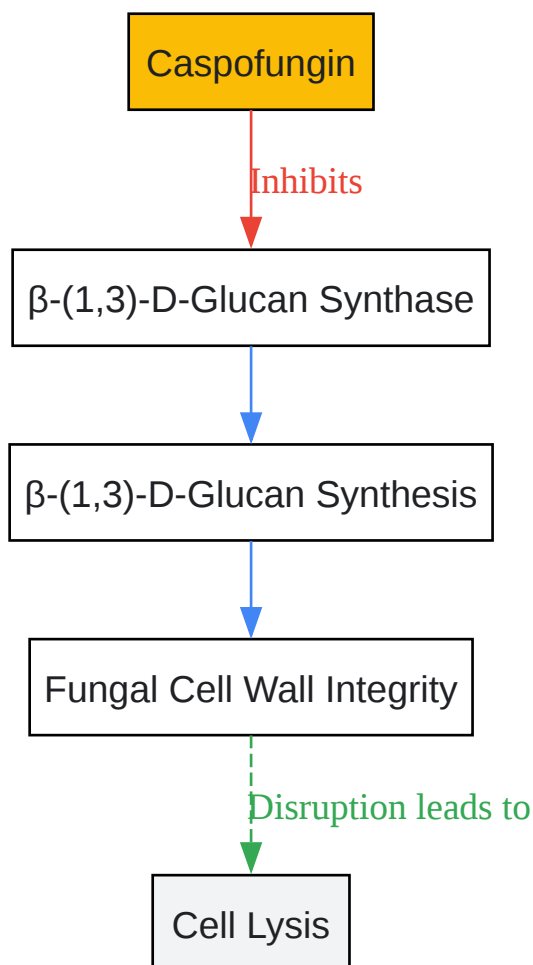 Caspofungin
Inhibits
β-(1,3)-D-Glucan Synthase
β-(1,3)-D-Glucan Synthesis
Fungal Cell Wall Integrity
Disruption leads to
Cell Lysis